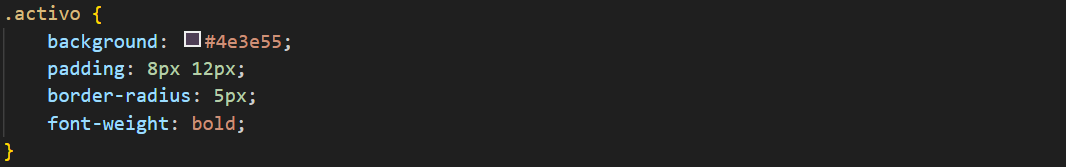 .activo {
    background: #4e3e55;
    padding: 8px 12px;
    border-radius: 5px;
    font-weight: bold;
}